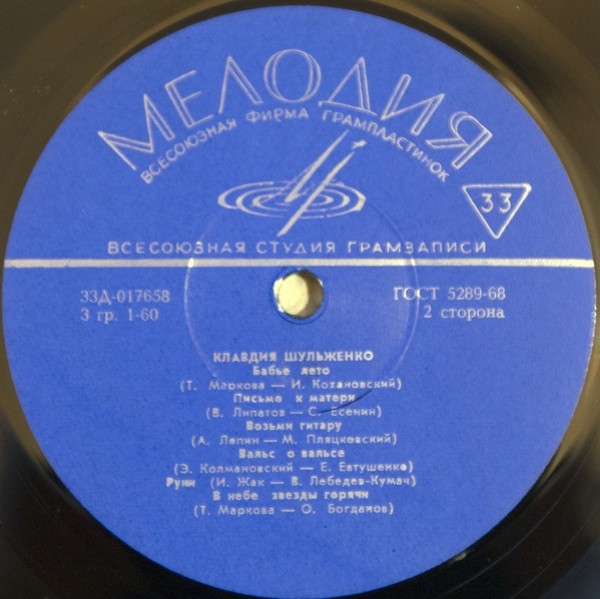 МЕЛОДИЯ
ВСЕСОЮЗНАЯ ФИРМА ГРАМПЛАСТИНОК
33
ВСЕСОЮЗНАЯ СТУДИЯ ГРАМЗАПИСИ
33Д-017658 ГОСТ 5289-68
3 гр. 1-60 2 сторона
КЛАВДИЯ ШУЛЬЖЕНКО
Бабье лето
(Т. Маркова — И. Кохановский)
Письмо к матери
(В. Липатов — С. Есенин)
Возьми гитару
(А. Лепин — М. Пляцковский)
Вальс о вальсе
(Э. Колмановский — Е. Евтушенко)
Руки (И. Жак — В. Лебедев-Кумач)
В небе звезды горячи
(Т. Маркова — О. Богданов)